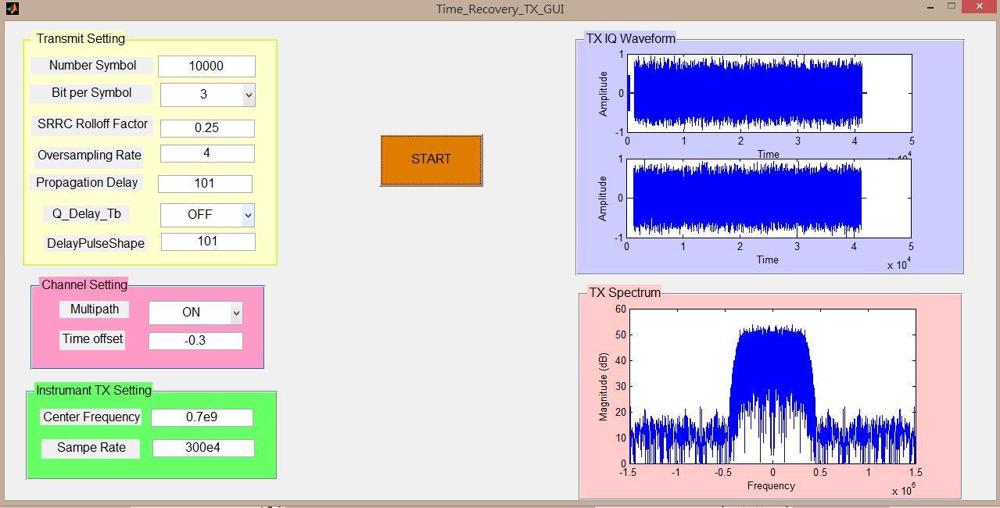 Time_Recovery_TX_GUI
Transmit Setting
Number Symbol 10000
Bit per Symbol 3
SRRC Rolloff Factor 0.25
Oversampling Rate 4
Propagation Delay 101
Q_Delay_Tb OFF
DelayPulseShape 101
Channel Setting
Multipath ON
Time offset -0.3
Instrumant TX Setting
Center Frequency 0.7e9
Sampe Rate 300e4
START
TX IQ Waveform
1
0
-1
Amplitude
0 1 2 3 4 5
Time
x 10^4
1
0
-1
Amplitude
0 1 2 3 4 5
Time
x 10^4
TX Spectrum
60
50
40
30
20
10
0
Magnitude (dB)
-1.5 -1 -0.5 0 0.5 1 1.5
Frequency
x 10^6